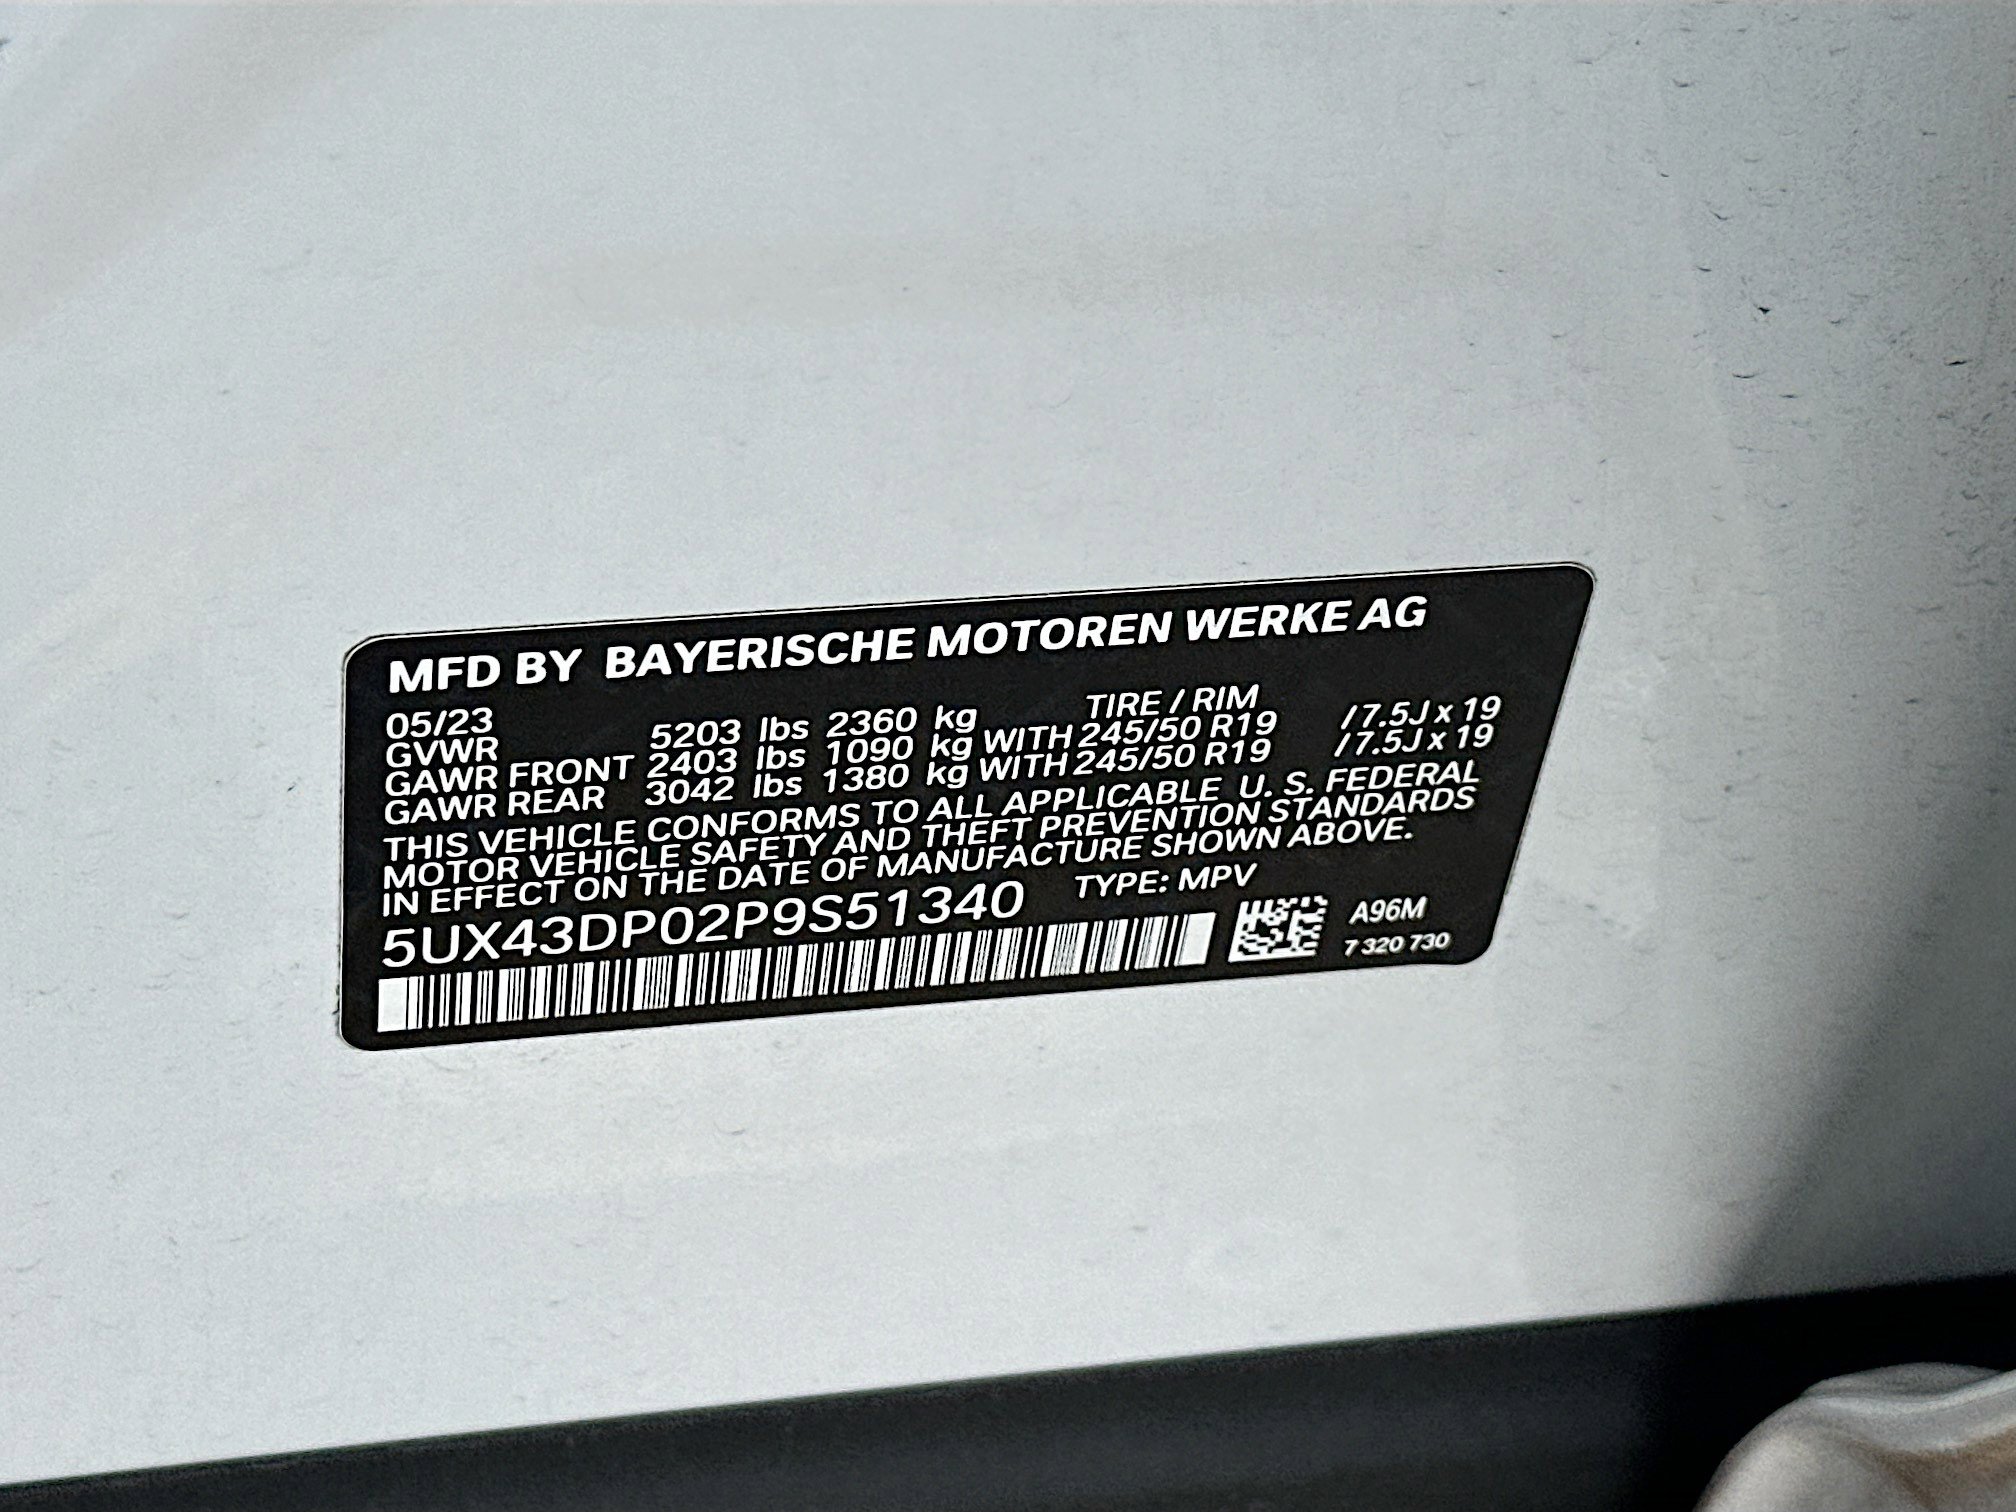 MFD BY BAYERISCHE MOTOREN WERKE AG
05/23 TIRE / RIM
GVWR 5203 lbs 2360 kg
GAWR FRONT 2403 lbs 1090 kg WITH 245/50 R19 / 7.5J x 19
GAWR REAR 3042 lbs 1380 kg WITH 245/50 R19 / 7.5J x 19
THIS VEHICLE CONFORMS TO ALL APPLICABLE U. S. FEDERAL
MOTOR VEHICLE SAFETY AND THEFT PREVENTION STANDARDS
IN EFFECT ON THE DATE OF MANUFACTURE SHOWN ABOVE.
5UX43DP02P9S51340 TYPE: MPV
A96M
7 320 730